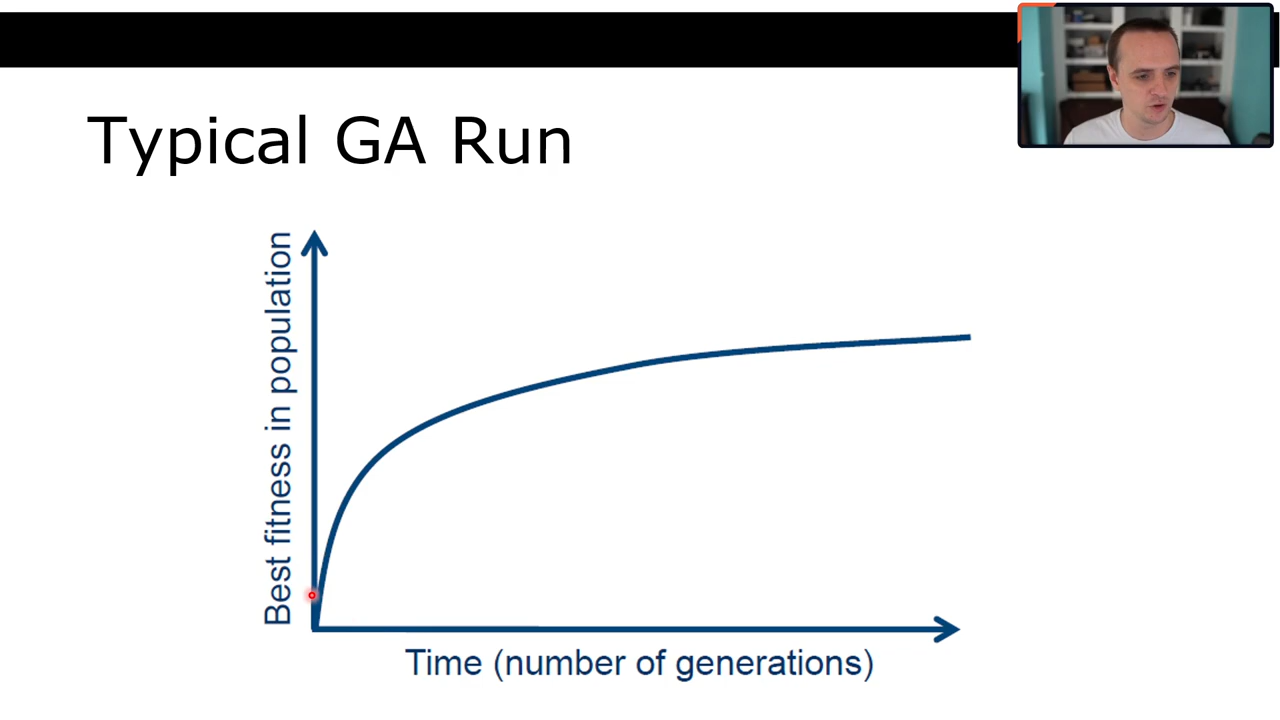 Typical GA Run
Best fitness in population
Time (number of generations)